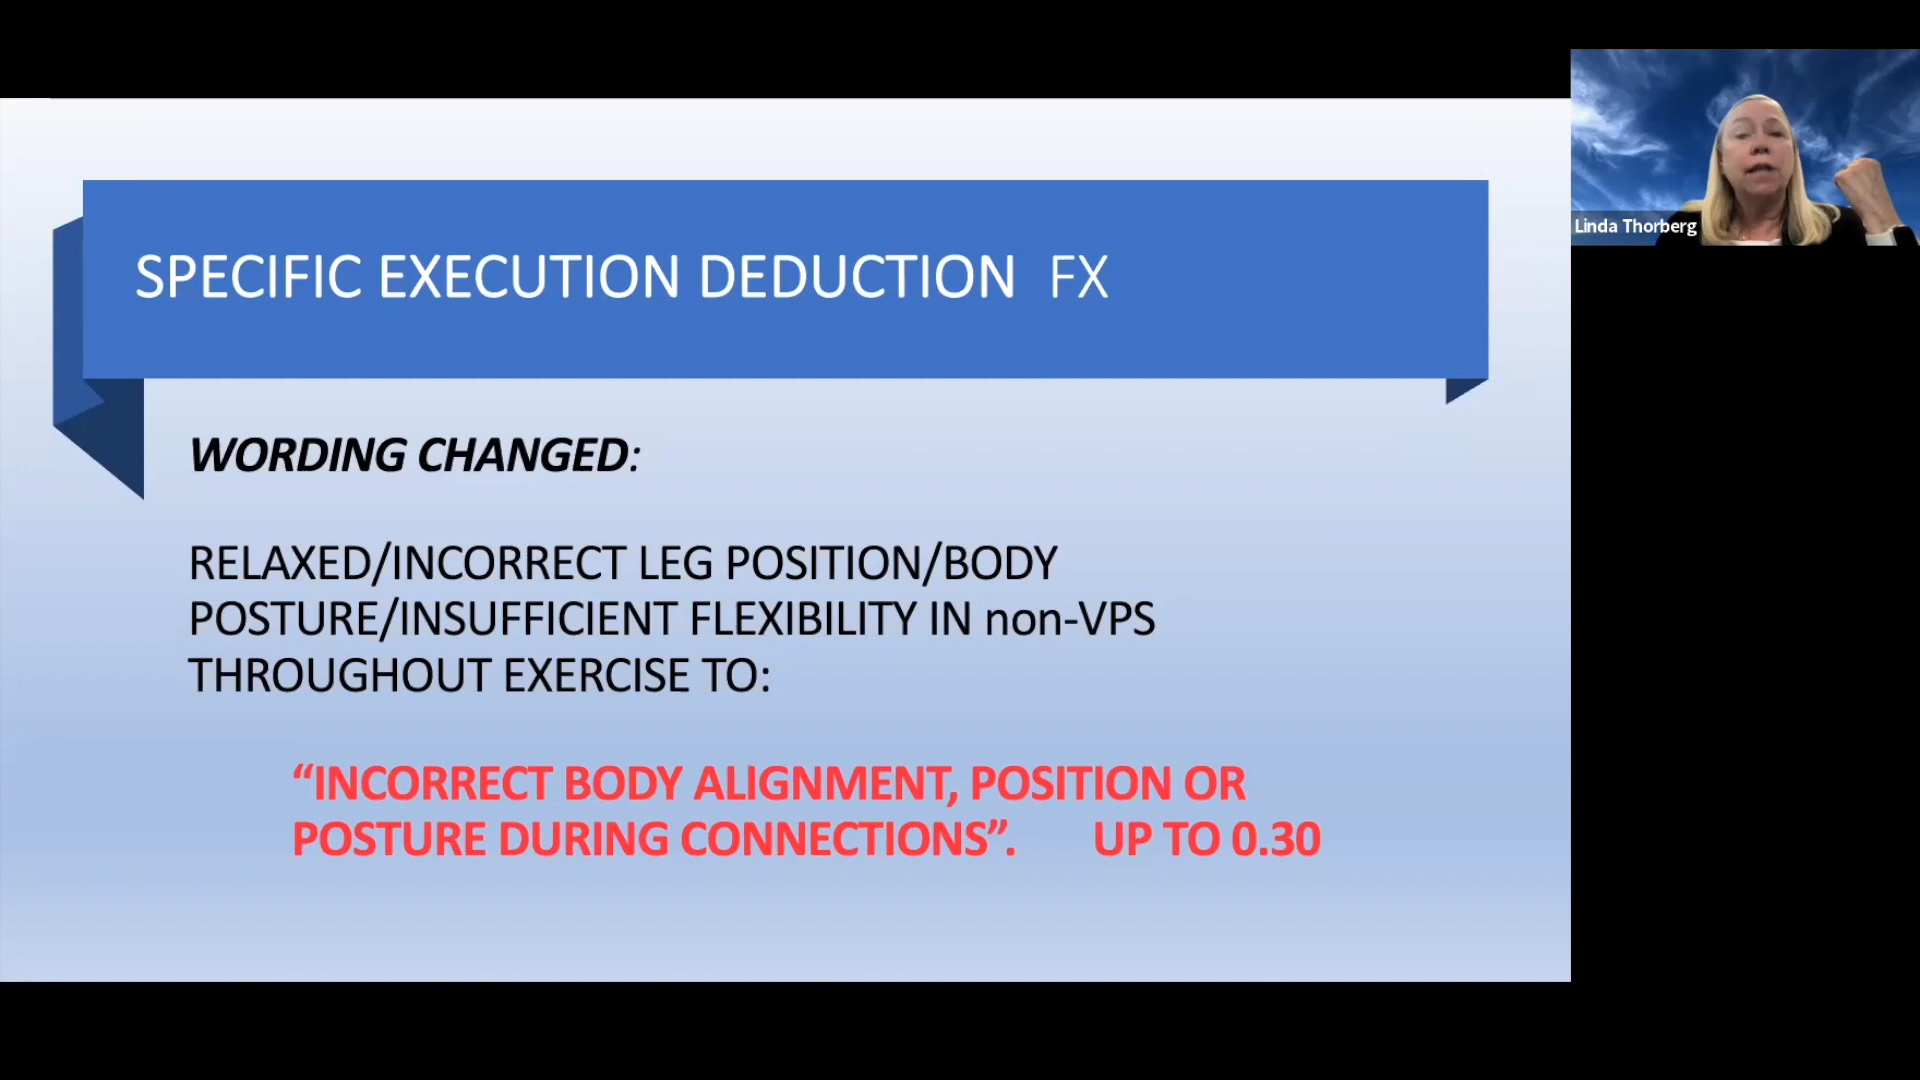 SPECIFIC EXECUTION DEDUCTION FX
WORDING CHANGED:
RELAXED/INCORRECT LEG POSITION/BODY
POSTURE/INSUFFICIENT FLEXIBILITY IN non-VPS
THROUGHOUT EXERCISE TO:
“INCORRECT BODY ALIGNMENT, POSITION OR
POSTURE DURING CONNECTIONS”. UP TO 0.30
Linda Thorberg